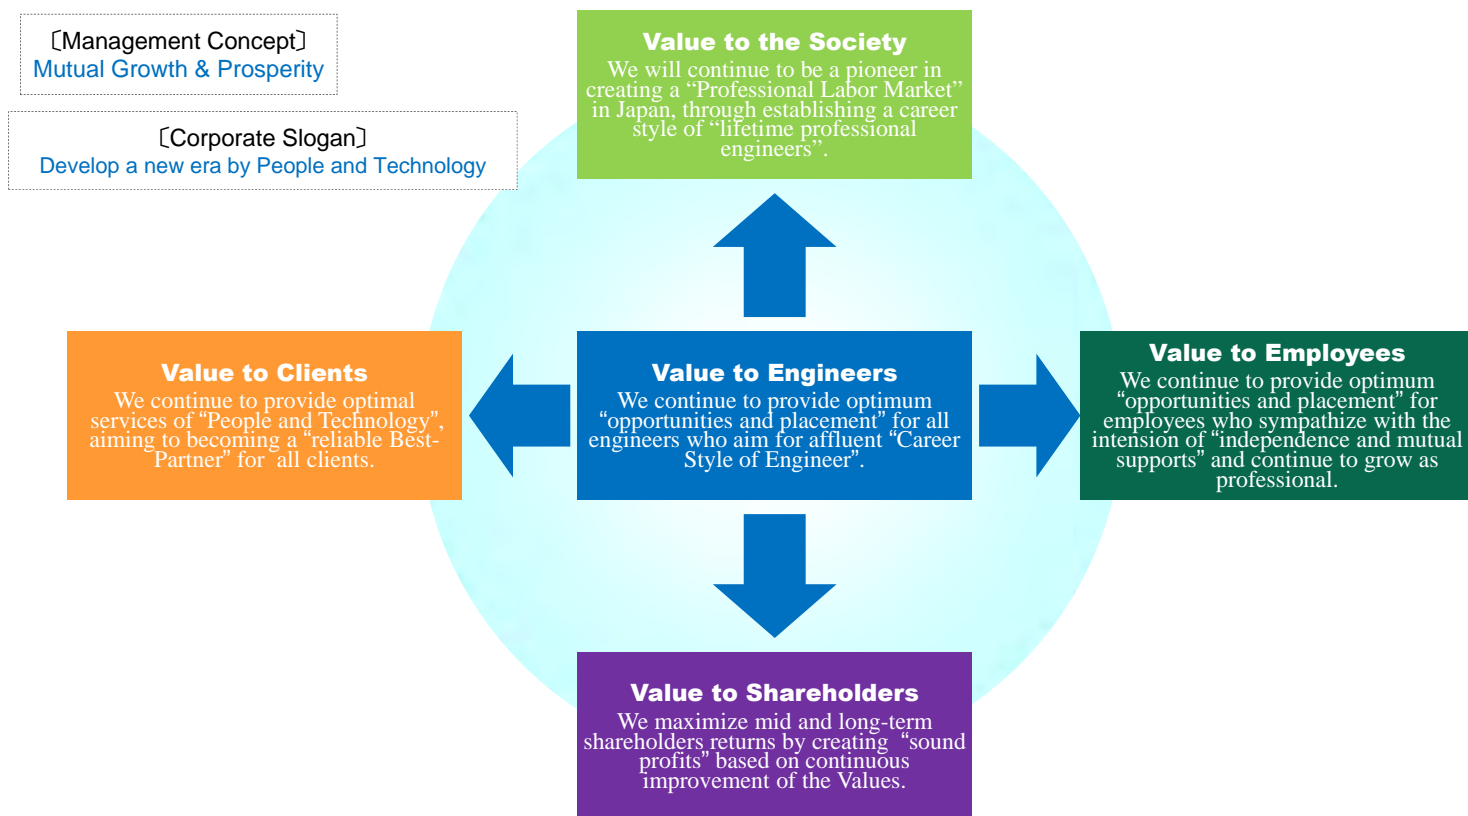 〔Management Concept〕
Mutual Growth & Prosperity
〔Corporate Slogan〕
Develop a new era by People and Technology
Value to the Society
We will continue to be a pioneer in
creating a “Professional Labor Market”
in Japan, through establishing a career
style of “lifetime professional
engineers”.
Value to Clients
We continue to provide optimal
services of “People and Technology”,
aiming to becoming a “reliable Best-
Partner” for all clients.
Value to Engineers
We continue to provide optimum
“opportunities and placement” for all
engineers who aim for affluent “Career
Style of Engineer”.
Value to Employees
We continue to provide optimum
“opportunities and placement” for
employees who sympathize with the
intension of “independence and mutual
supports” and continue to grow as
professional.
Value to Shareholders
We maximize mid and long-term
shareholders returns by creating “sound
profits” based on continuous
improvement of the Values.